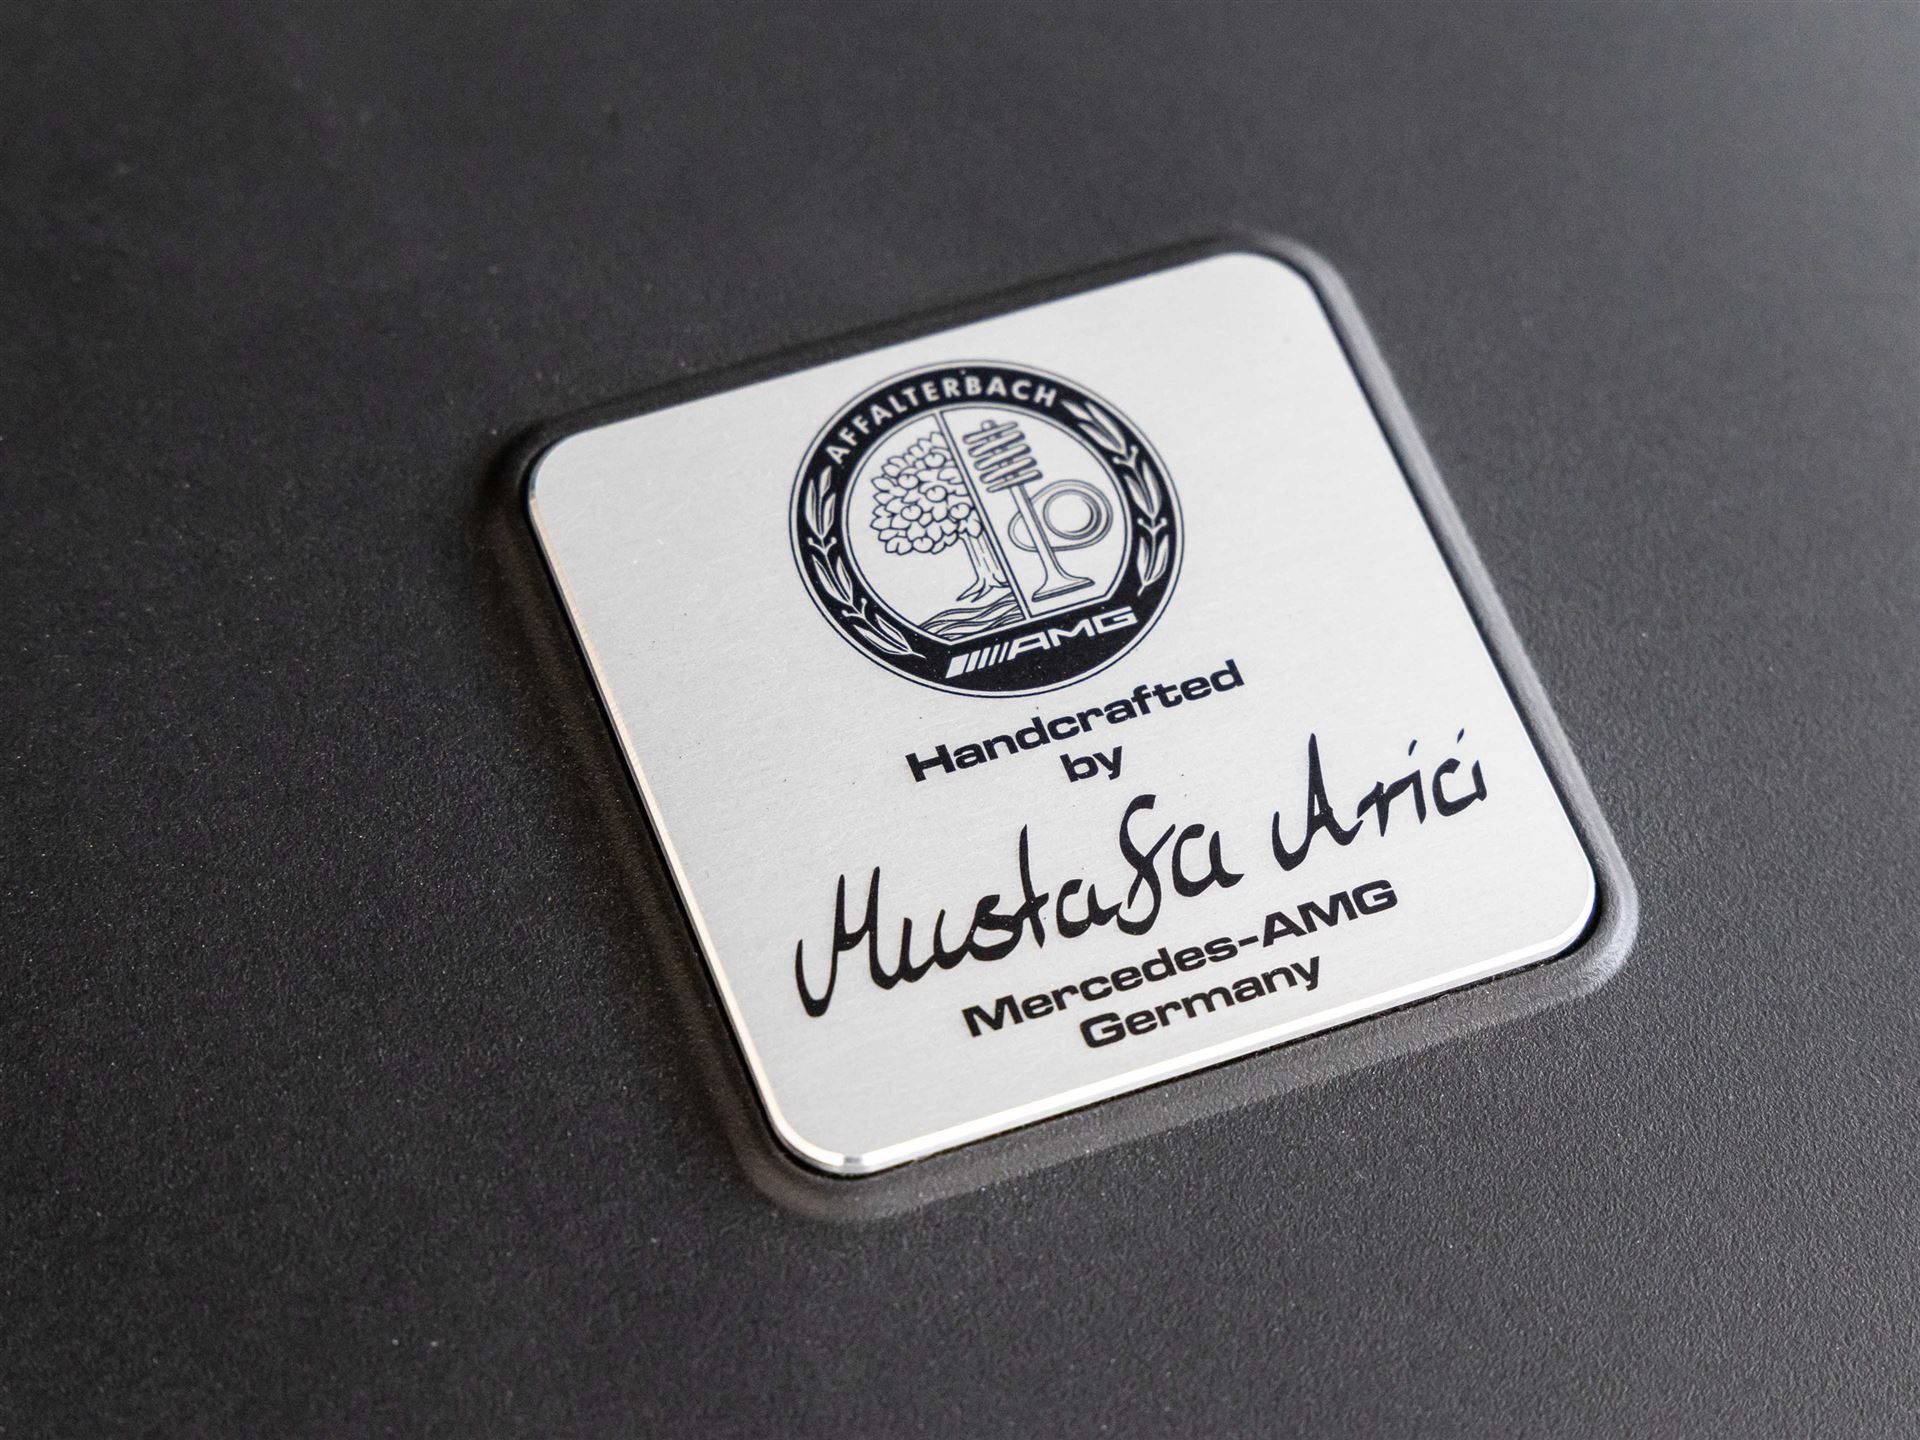 AFFALTERBACH
AMG
Handcrafted
by
Mustafa Arici
Mercedes-AMG
Germany